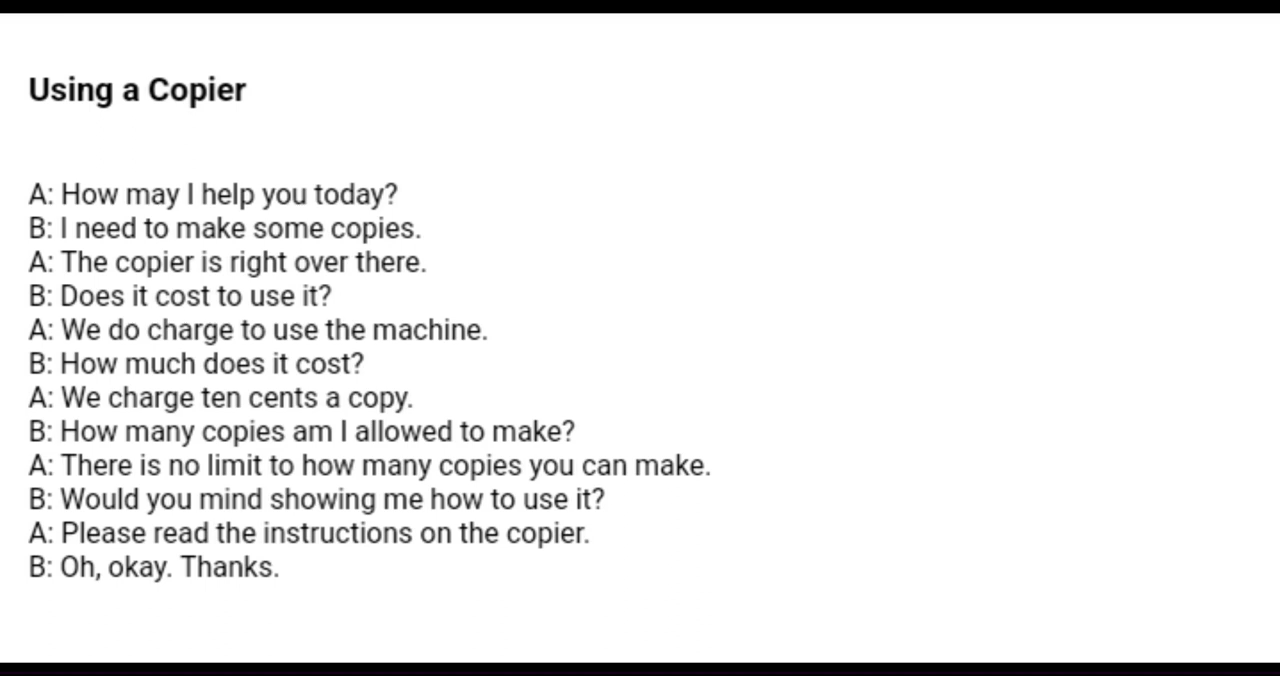 Using a Copier
A: How may I help you today?
B: I need to make some copies.
A: The copier is right over there.
B: Does it cost to use it?
A: We do charge to use the machine.
B: How much does it cost?
A: We charge ten cents a copy.
B: How many copies am I allowed to make?
A: There is no limit to how many copies you can make.
B: Would you mind showing me how to use it?
A: Please read the instructions on the copier.
B: Oh, okay. Thanks.